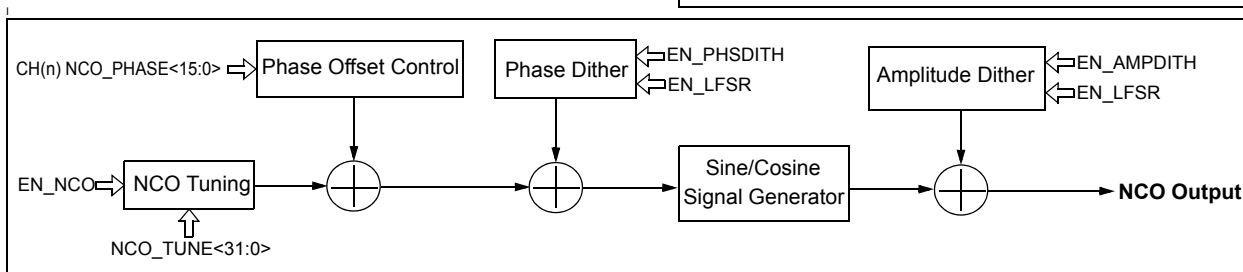 CH(n) NCO_PHASE<15:0>
Phase Offset Control
Phase Dither
EN_PHSDITH
EN_LFSR
Amplitude Dither
EN_AMPDITH
EN_LFSR
EN_NCO
NCO Tuning
NCO_TUNE<31:0>
Sine/Cosine
Signal Generator
NCO Output